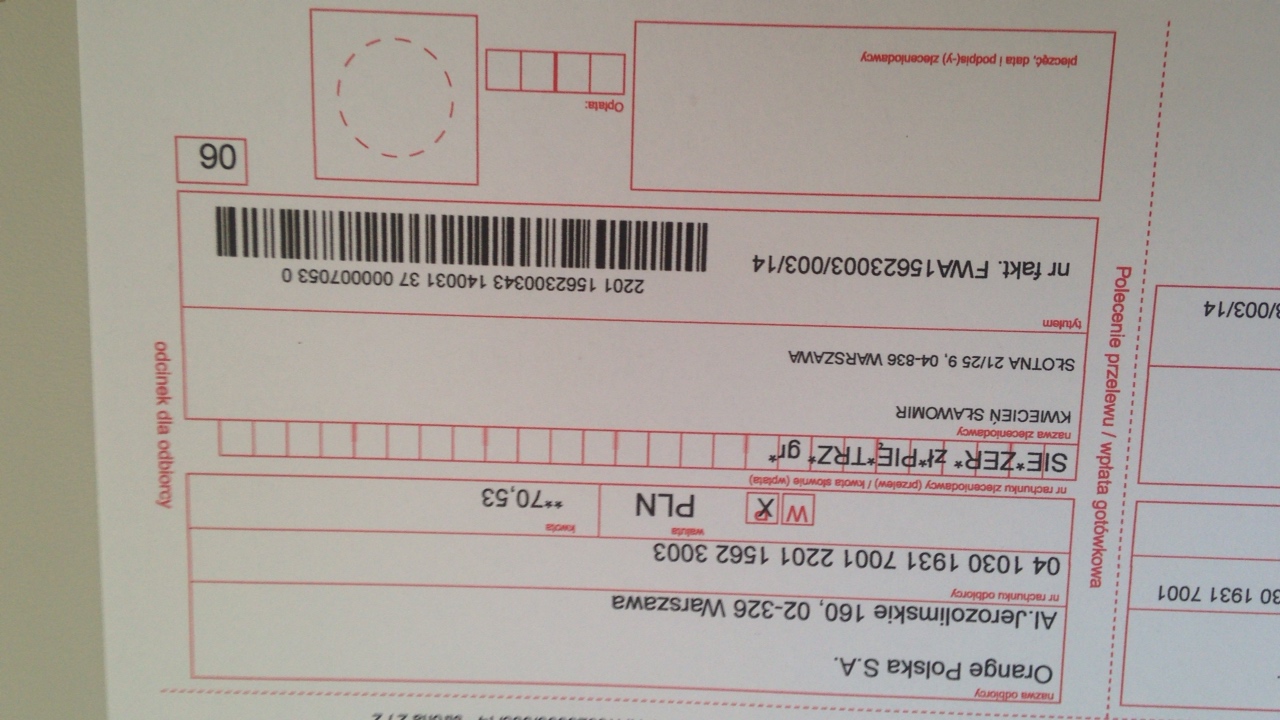 odcinek dla odbiorcy
nazwa odbiorcy
Orange Polska S.A.
Al.Jerozolimskie 160, 02-326 Warszawa
nr rachunku odbiorcy
04 1030 1931 7001 2201 1562 3003
W P X
waluta
PLN
kwota
**70,53
nr rachunku zleceniodawcy (przelew) / kwota słownie (wpłata)
SIE*ZER* zł*PIĘ*TRZ* gr*
nazwa zleceniodawcy
KWIECIEŃ SŁAWOMIR
SŁOTNA 21/25 9, 04-836 WARSZAWA
tytułem
2201 1562300343 140031 37 000007053 0
nr fakt. FWA15623003/003/14
06
Opłata:
pieczęć, data i podpis(-y) zleceniodawcy
Polecenie przelewu / wpłata gotówkowa
30 1931 7001
/003/14